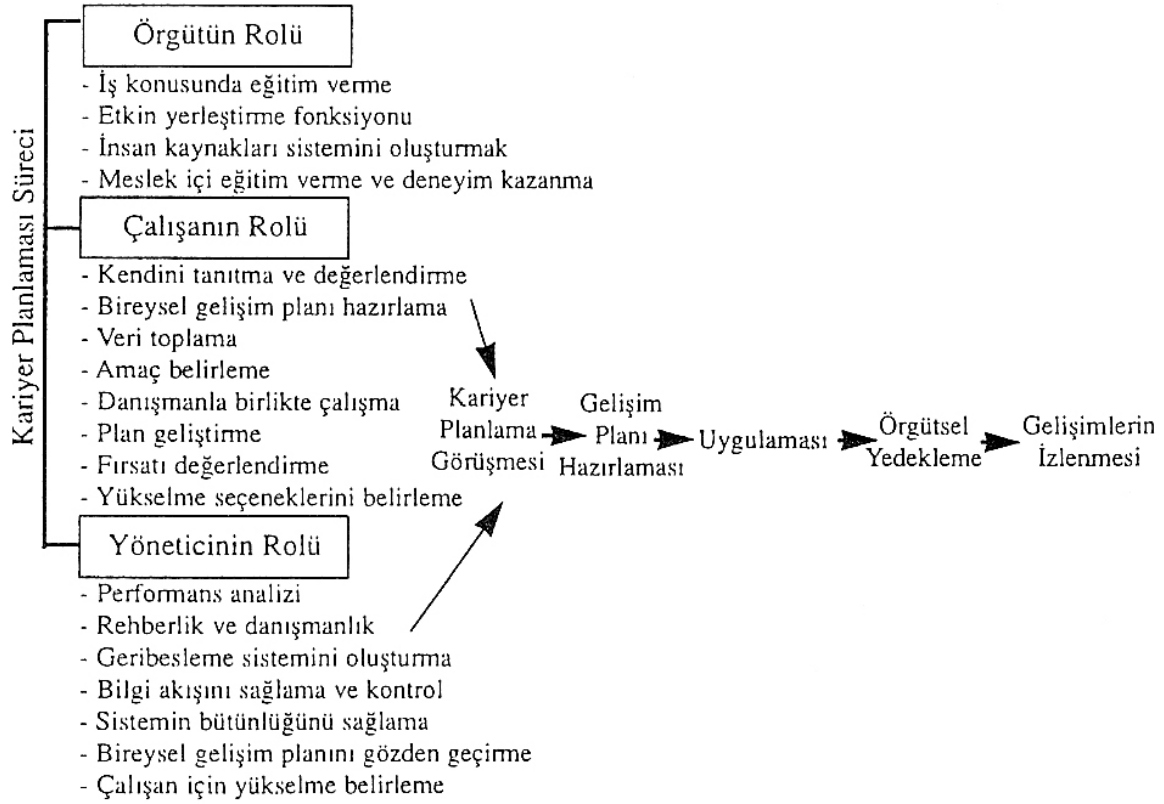 Kariyer Planlaması Süreci
Örgütün Rolü
- İş konusunda eğitim verme
- Etkin yerleştirme fonksiyonu
- İnsan kaynakları sistemini oluşturmak
- Meslek içi eğitim verme ve deneyim kazanma
Çalışanın Rolü
- Kendini tanıtma ve değerlendirme
- Bireysel gelişim planı hazırlama
- Veri toplama
- Amaç belirleme
- Danışmanla birlikte çalışma
- Plan geliştirme
- Fırsatı değerlendirme
- Yükselme seçeneklerini belirleme
Kariyer
Planlama
Görüşmesi
Gelişim
Planı
Hazırlaması
Uygulaması
Örgütsel
Yedekleme
Gelişimlerin
İzlenmesi
Yöneticinin Rolü
- Performans analizi
- Rehberlik ve danışmanlık
- Geribesleme sistemini oluşturma
- Bilgi akışını sağlama ve kontrol
- Sistemin bütünlüğünü sağlama
- Bireysel gelişim planını gözden geçirme
- Çalışan için yükselme belirleme